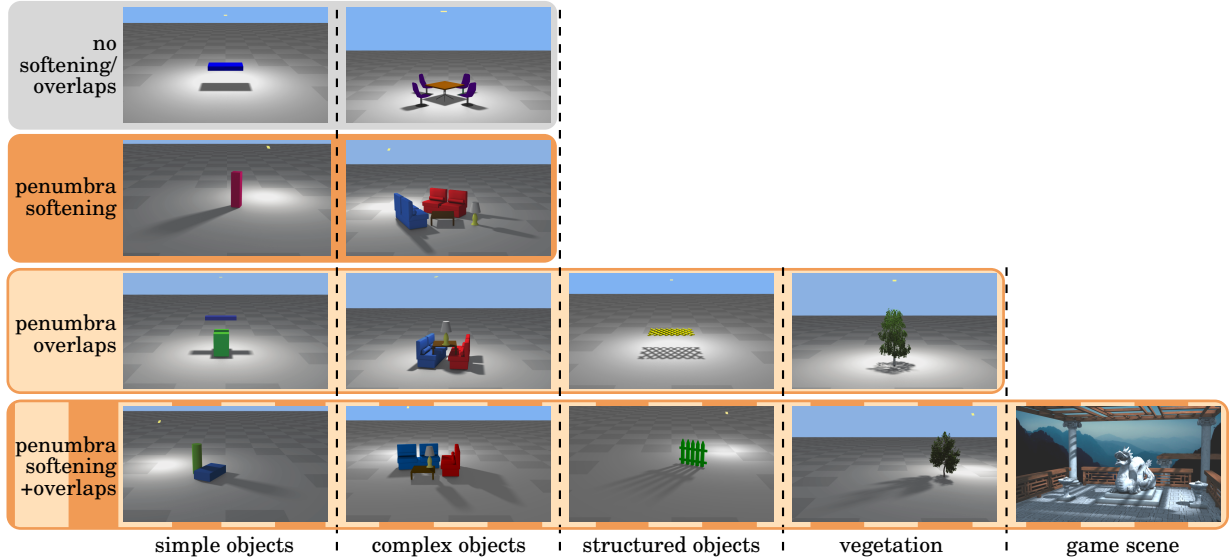 no
softening/
overlaps
penumbra
softening
penumbra
overlaps
penumbra
softening
+overlaps
simple objects
complex objects
structured objects
vegetation
game scene